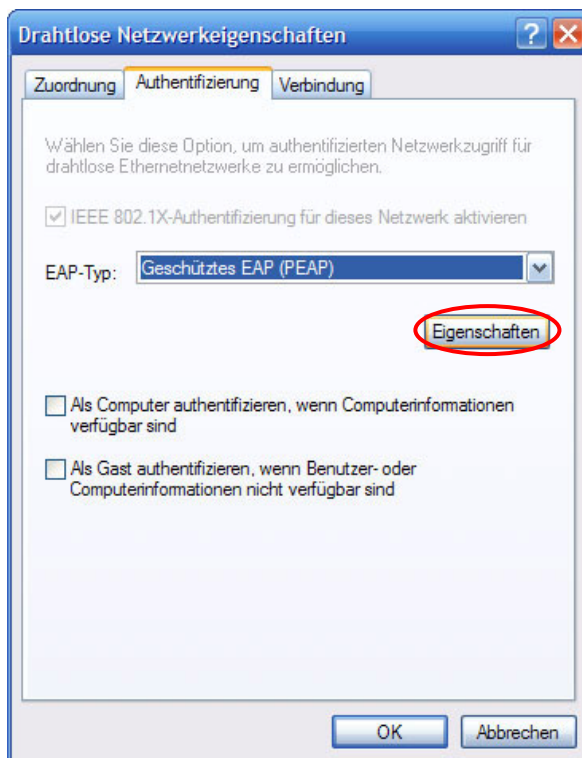 Drahtlose Netzwerkeigenschaften
Zuordnung Authentifizierung Verbindung
Wählen Sie diese Option, um authentifizierten Netzwerkzugriff für
drahtlose Ethernetnetzwerke zu ermöglichen.
IEEE 802.1X-Authentifizierung für dieses Netzwerk aktivieren
EAP-Typ: Geschütztes EAP (PEAP)
Eigenschaften
Als Computer authentifizieren, wenn Computerinformationen
verfügbar sind
Als Gast authentifizieren, wenn Benutzer- oder
Computerinformationen nicht verfügbar sind
OK Abbrechen